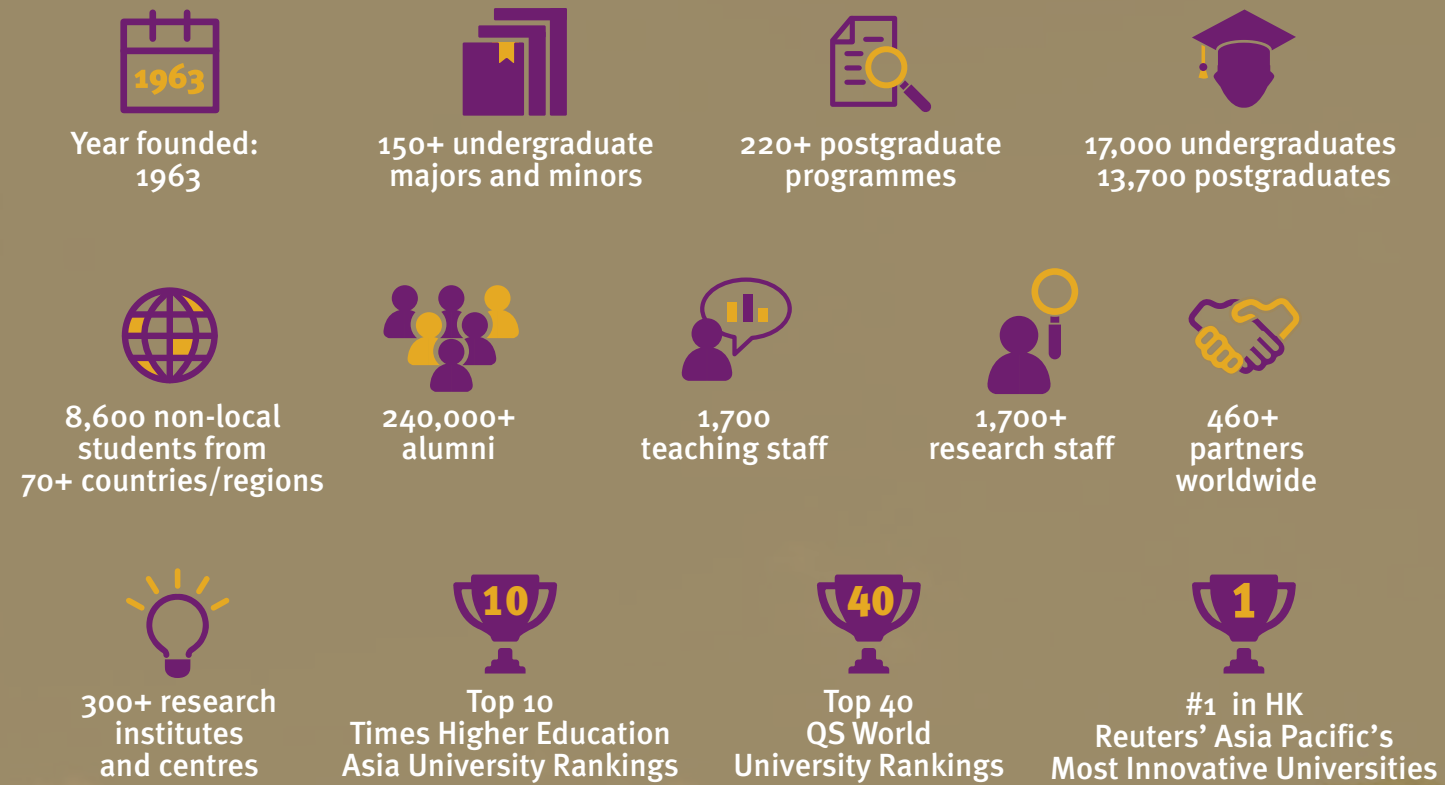 1963
Year founded:
1963
150+ undergraduate
majors and minors
220+ postgraduate
programmes
17,000 undergraduates
13,700 postgraduates
8,600 non-local
students from
70+ countries/regions
240,000+
alumni
1,700
teaching staff
1,700+
research staff
460+
partners
worldwide
300+ research
institutes
and centres
10
Top 10
Times Higher Education
Asia University Rankings
40
Top 40
QS World
University Rankings
1
#1 in HK
Reuters’ Asia Pacific’s
Most Innovative Universities